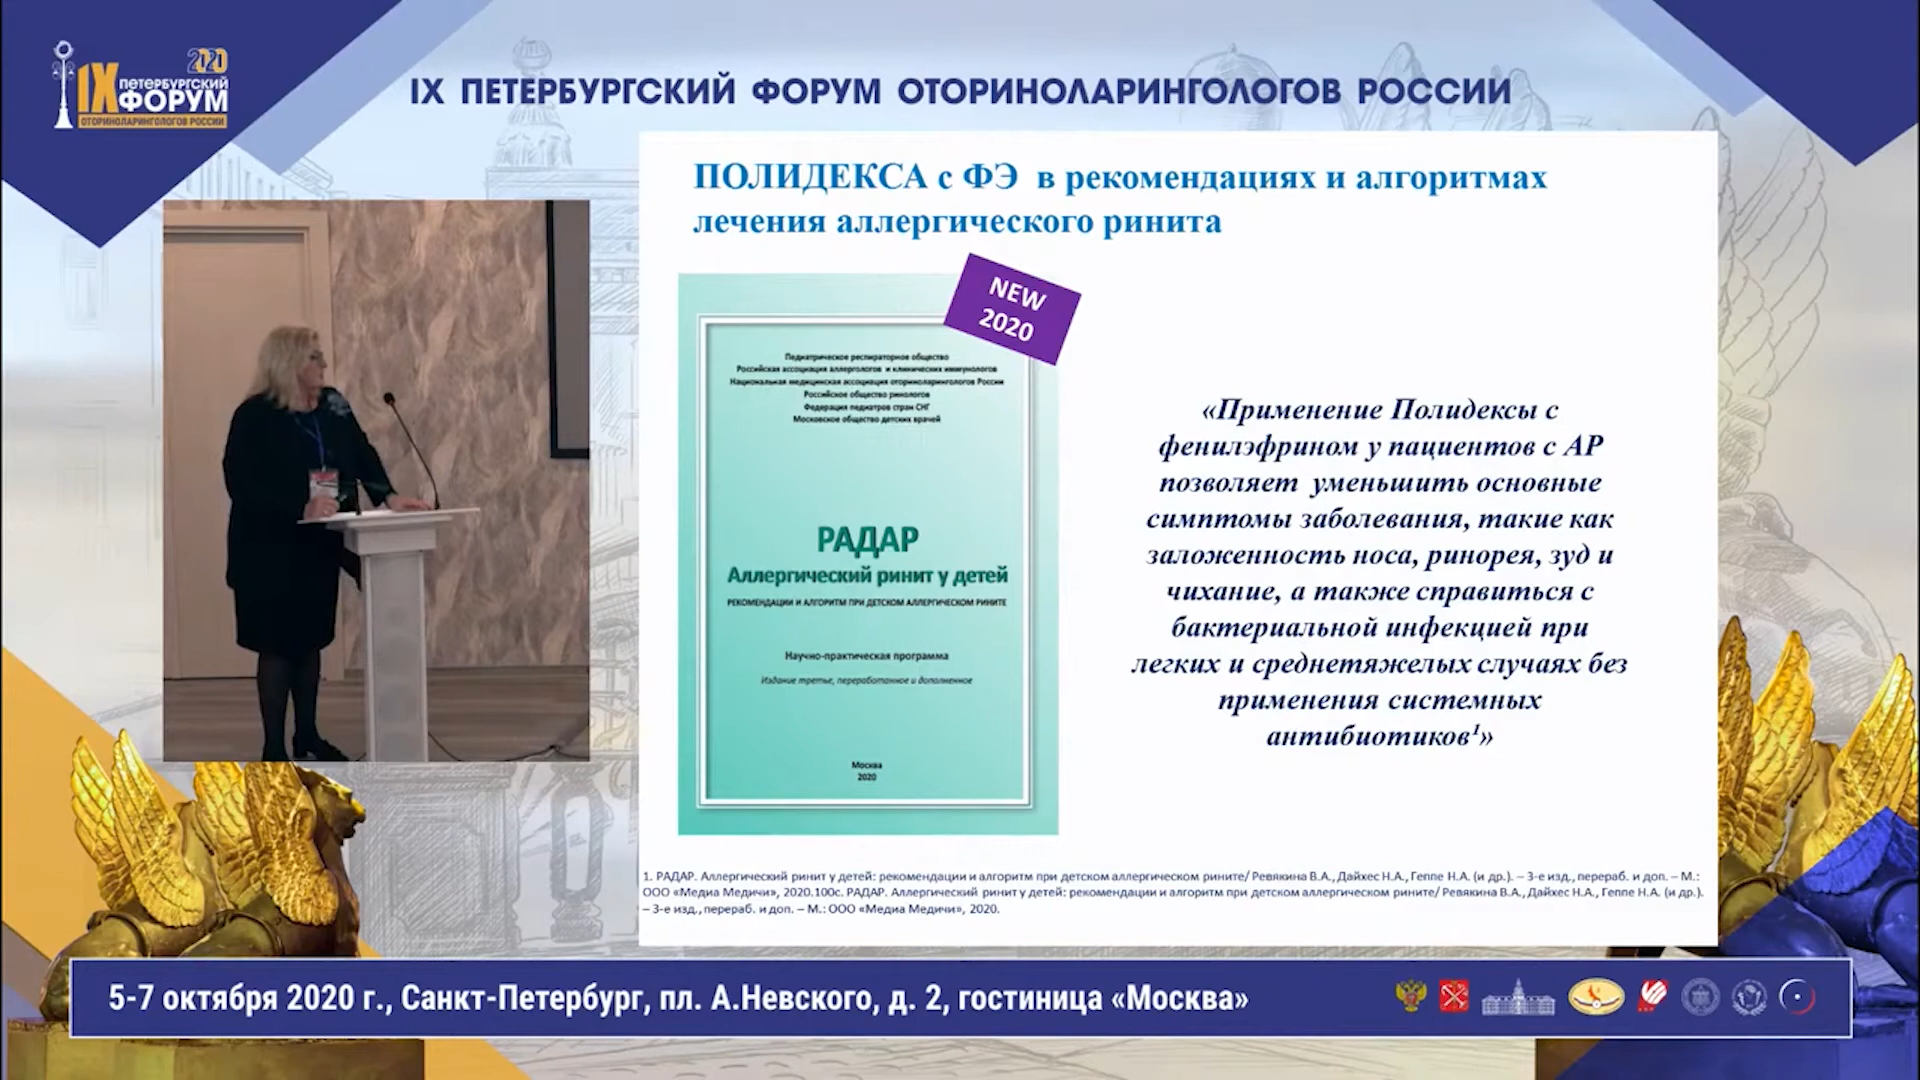 2020
IX ПЕТЕРБУРГСКИЙ
ФОРУМ
ОТОРИНОЛАРИНГОЛОГОВ РОССИИ
IX ПЕТЕРБУРГСКИЙ ФОРУМ ОТОРИНОЛАРИНГОЛОГОВ РОССИИ
ПОЛИДЕКСА с ФЭ в рекомендациях и алгоритмах
лечения аллергического ринита
NEW
2020
Педиатрическое респираторное общество
Российская ассоциация аллергологов и клинических иммунологов
Национальная медицинская ассоциация оториноларингологов России
Российское общество ринологов
Федерация педиатров стран СНГ
Московское общество детских врачей
РАДАР
Аллергический ринит у детей
РЕКОМЕНДАЦИИ И АЛГОРИТМ ПРИ ДЕТСКОМ АЛЛЕРГИЧЕСКОМ РИНИТЕ
Научно-практическая программа
Издание третье, переработанное и дополненное
Москва
2020
«Применение Полидексы с
фенилэфрином у пациентов с АР
позволяет уменьшить основные
симптомы заболевания, такие как
заложенность носа, ринорея, зуд и
чихание, а также справиться с
бактериальной инфекцией при
легких и среднетяжелых случаях без
применения системных
антибиотиков¹»
1. РАДАР. Аллергический ринит у детей: рекомендации и алгоритм при детском аллергическом рините/ Ревякина В.А., Дайхес Н.А., Геппе Н.А. (и др.). – 3-е изд., перераб. и доп. – М.:
ООО «Медиа Медичи», 2020.100с. РАДАР. Аллергический ринит у детей: рекомендации и алгоритм при детском аллергическом рините/ Ревякина В.А., Дайхес Н.А., Геппе Н.А. (и др.).
– 3-е изд., перераб. и доп. – М.: ООО «Медиа Медичи», 2020.
5-7 октября 2020 г., Санкт-Петербург, пл. А.Невского, д. 2, гостиница «Москва»